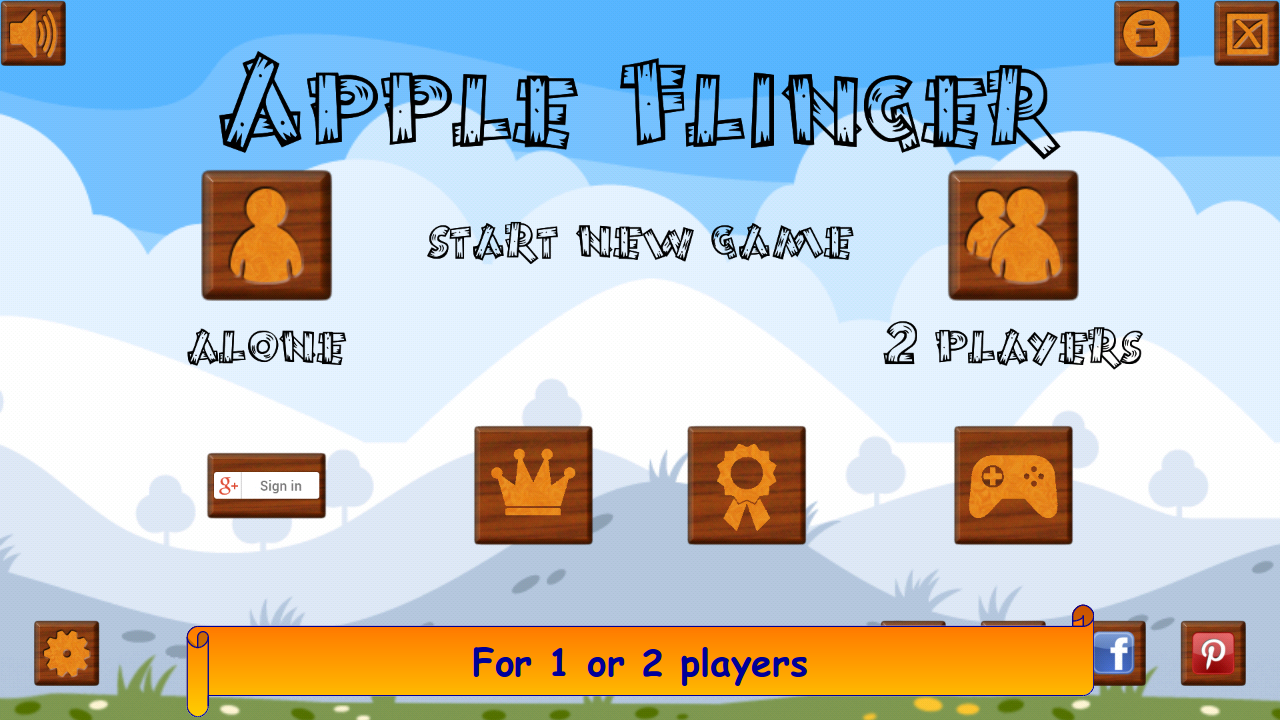 Apple Flinger
START NEW GAME
ALONE
2 PLAYERS
g+ Sign in
For 1 or 2 players